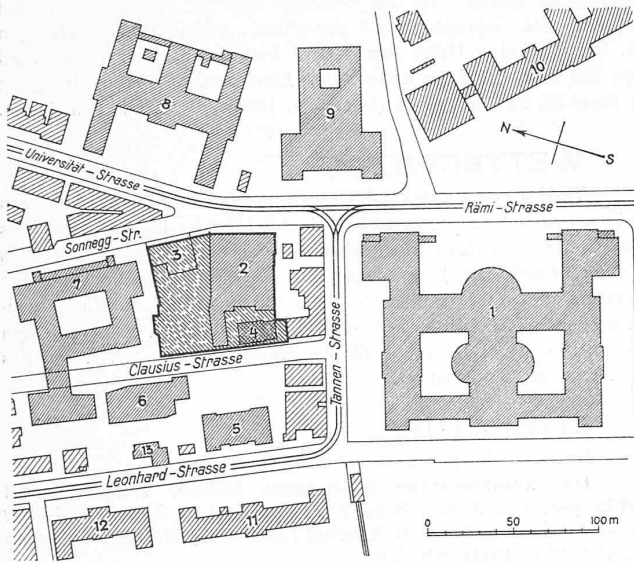 8
9
10
N
S
Universität-Strasse
Rämi-Strasse
Sonnegg-Str.
3
2
7
1
4
Tannen-Strasse
Clausius-Strasse
6
5
13
Leonhard-Strasse
12
11
0 50 100 m